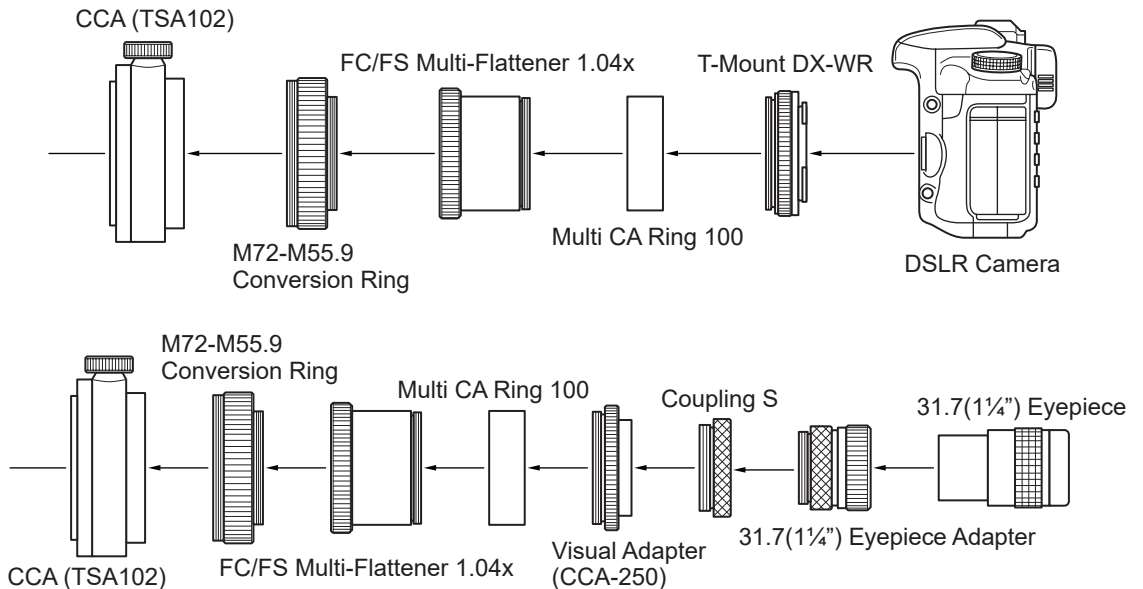 CCA (TSA102)
FC/FS Multi-Flattener 1.04x
T-Mount DX-WR
M72-M55.9
Conversion Ring
Multi CA Ring 100
DSLR Camera
M72-M55.9
Conversion Ring
Multi CA Ring 100
Coupling S
31.7(1¼”) Eyepiece
CCA (TSA102)
FC/FS Multi-Flattener 1.04x
Visual Adapter
(CCA-250)
31.7(1¼”) Eyepiece Adapter